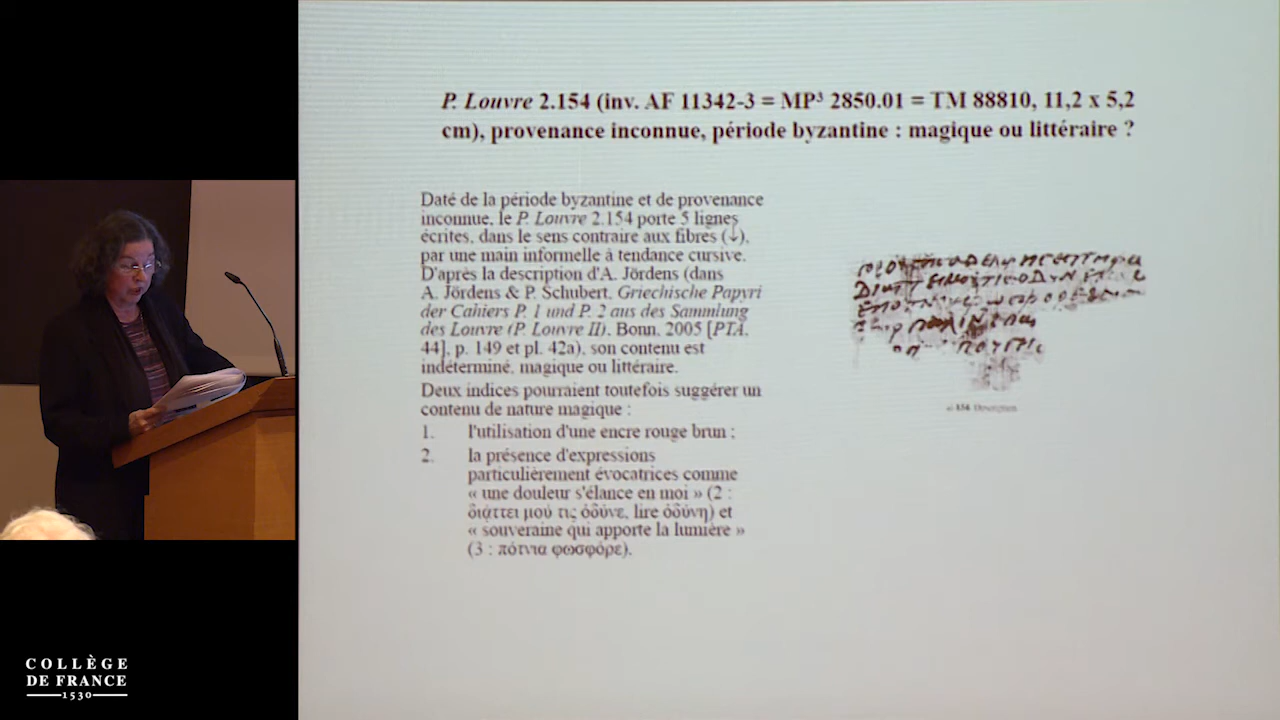 P. Louvre 2.154 (inv. AF 11342-3 = MP³ 2850.01 = TM 88810, 11,2 x 5,2
cm), provenance inconnue, période byzantine : magique ou littéraire ?
Daté de la période byzantine et de provenance
inconnue, le P. Louvre 2.154 porte 5 lignes
écrites, dans le sens contraire aux fibres (↓),
par une main informelle à tendance cursive.
D'après la description d'A. Jördens (dans
A. Jördens & P. Schubert, Griechische Papyri
der Cahiers P. 1 und P. 2 aus des Sammlung
des Louvre (P. Louvre II), Bonn, 2005 [PTA,
44], p. 149 et pl. 42a), son contenu est
indéterminé, magique ou littéraire.
Deux indices pourraient toutefois suggérer un
contenu de nature magique :
1. l'utilisation d'une encre rouge brun ;
2. la présence d'expressions
particulièrement évocatrices comme
« une douleur s'élance en moi » (2 :
διάττει μού τις ὀδύνε, lire ὀδύνη) et
« souveraine qui apporte la lumière »
(3 : πότνια φωσφόρε).
COLLÈGE
DE FRANCE
1530